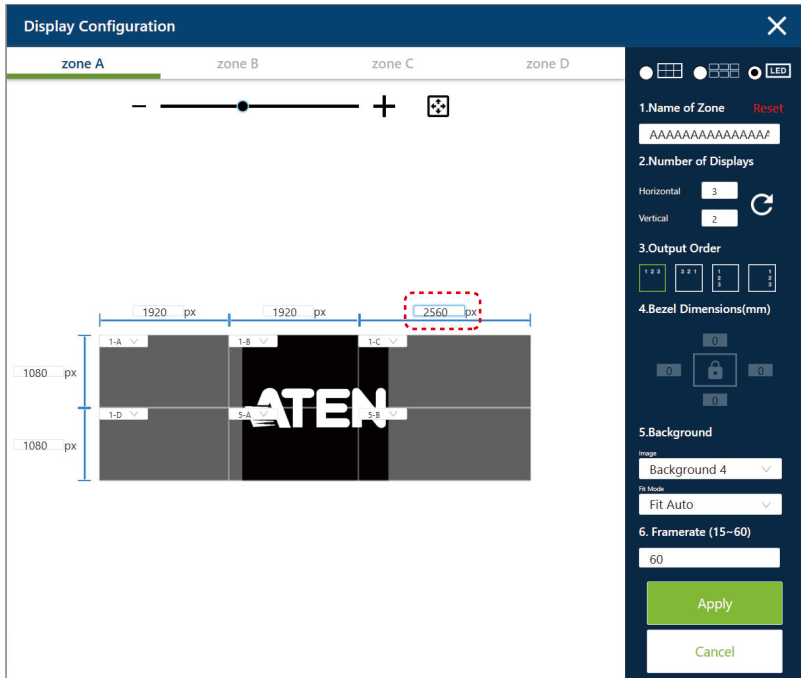 Display Configuration
zone A zone B zone C zone D
LED
1.Name of Zone Reset
AAAAAAAAAAAAAAA
2.Number of Displays
Horizontal 3
Vertical 2
3.Output Order
1 2 3 3 2 1 1 2 3 1 2 3
4.Bezel Dimensions(mm)
0
0 0
0
5.Background
Image
Background 4
Fit Mode
Fit Auto
6. Framerate (15~60)
60
Apply
Cancel
1920 px 1920 px 2560 px
1080 px
1080 px
1-A 1-B 1-C
ATEN
1-D 5-A 5-B